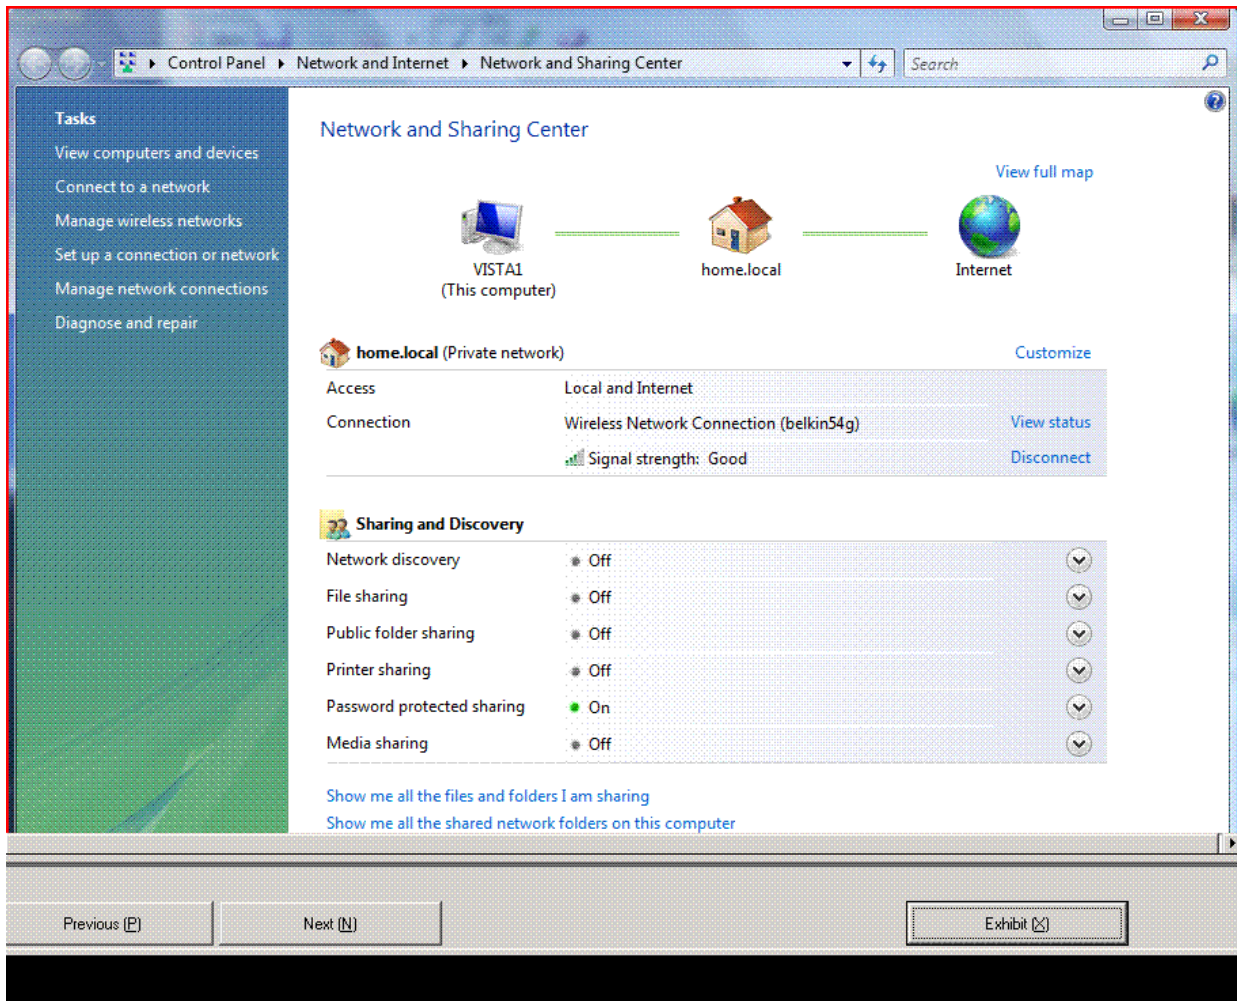 Control Panel Network and Internet Network and Sharing Center Search
Tasks
View computers and devices
Connect to a network
Manage wireless networks
Set up a connection or network
Manage network connections
Diagnose and repair
Network and Sharing Center
View full map
VISTA1
(This computer)
home.local
Internet
home.local (Private network) Customize
Access Local and Internet
Connection Wireless Network Connection (belkin54g) View status
Signal strength: Good Disconnect
Sharing and Discovery
Network discovery Off
File sharing Off
Public folder sharing Off
Printer sharing Off
Password protected sharing On
Media sharing Off
Show me all the files and folders I am sharing
Show me all the shared network folders on this computer
Previous (P) Next (N) Exhibit (X)